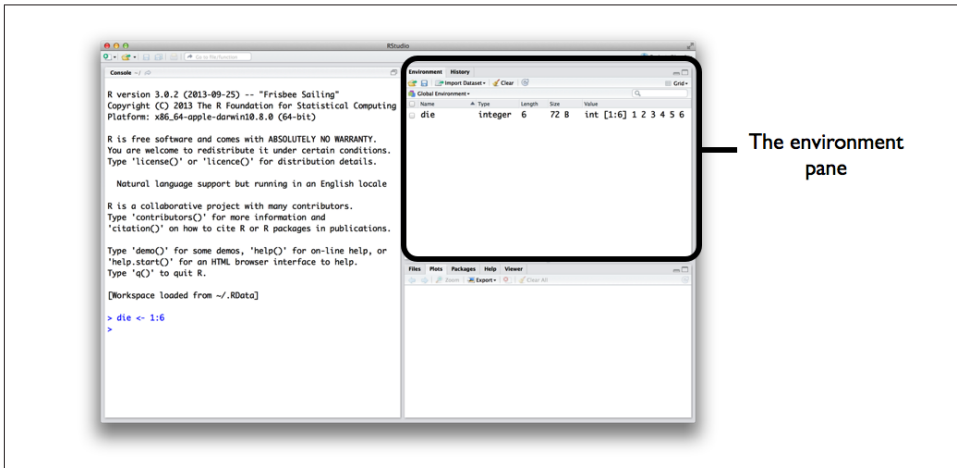 RStudio
Go to file/function
Console ~/
R version 3.0.2 (2013-09-25) -- "Frisbee Sailing"
Copyright (C) 2013 The R Foundation for Statistical Computing
Platform: x86_64-apple-darwin10.8.0 (64-bit)
R is free software and comes with ABSOLUTELY NO WARRANTY.
You are welcome to redistribute it under certain conditions.
Type 'license()' or 'licence()' for distribution details.
Natural language support but running in an English locale
R is a collaborative project with many contributors.
Type 'contributors()' for more information and
'citation()' on how to cite R or R packages in publications.
Type 'demo()' for some demos, 'help()' for on-line help, or
'help.start()' for an HTML browser interface to help.
Type 'q()' to quit R.
[Workspace loaded from ~/.RData]
> die <- 1:6
>
Environment History
Import Dataset Clear Grid
Global Environment
Name Type Length Size Value
die integer 6 72 B int [1:6] 1 2 3 4 5 6
Files Plots Packages Help Viewer
Zoom Export Clear All
The environment
pane